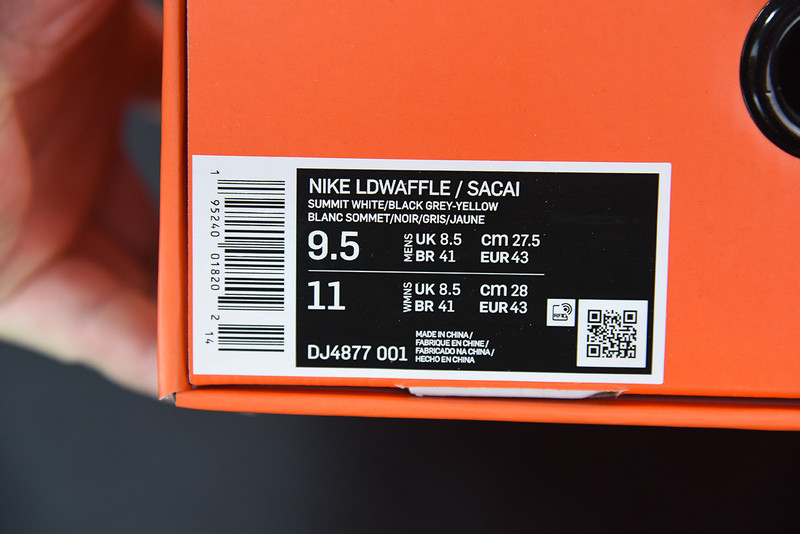 1 95240 01820 2 14
NIKE LDWAFFLE / SACAI
SUMMIT WHITE/BLACK GREY-YELLOW
BLANC SOMMET/NOIR/GRIS/JAUNE
9.5 MENS UK 8.5 cm 27.5
BR 41 EUR 43
11 WMNS UK 8.5 cm 28
BR 41 EUR 43
RFID
DJ4877 001
MADE IN CHINA /
FABRIQUE EN CHINE /
FABRICADO NA CHINA /
HECHO EN CHINA